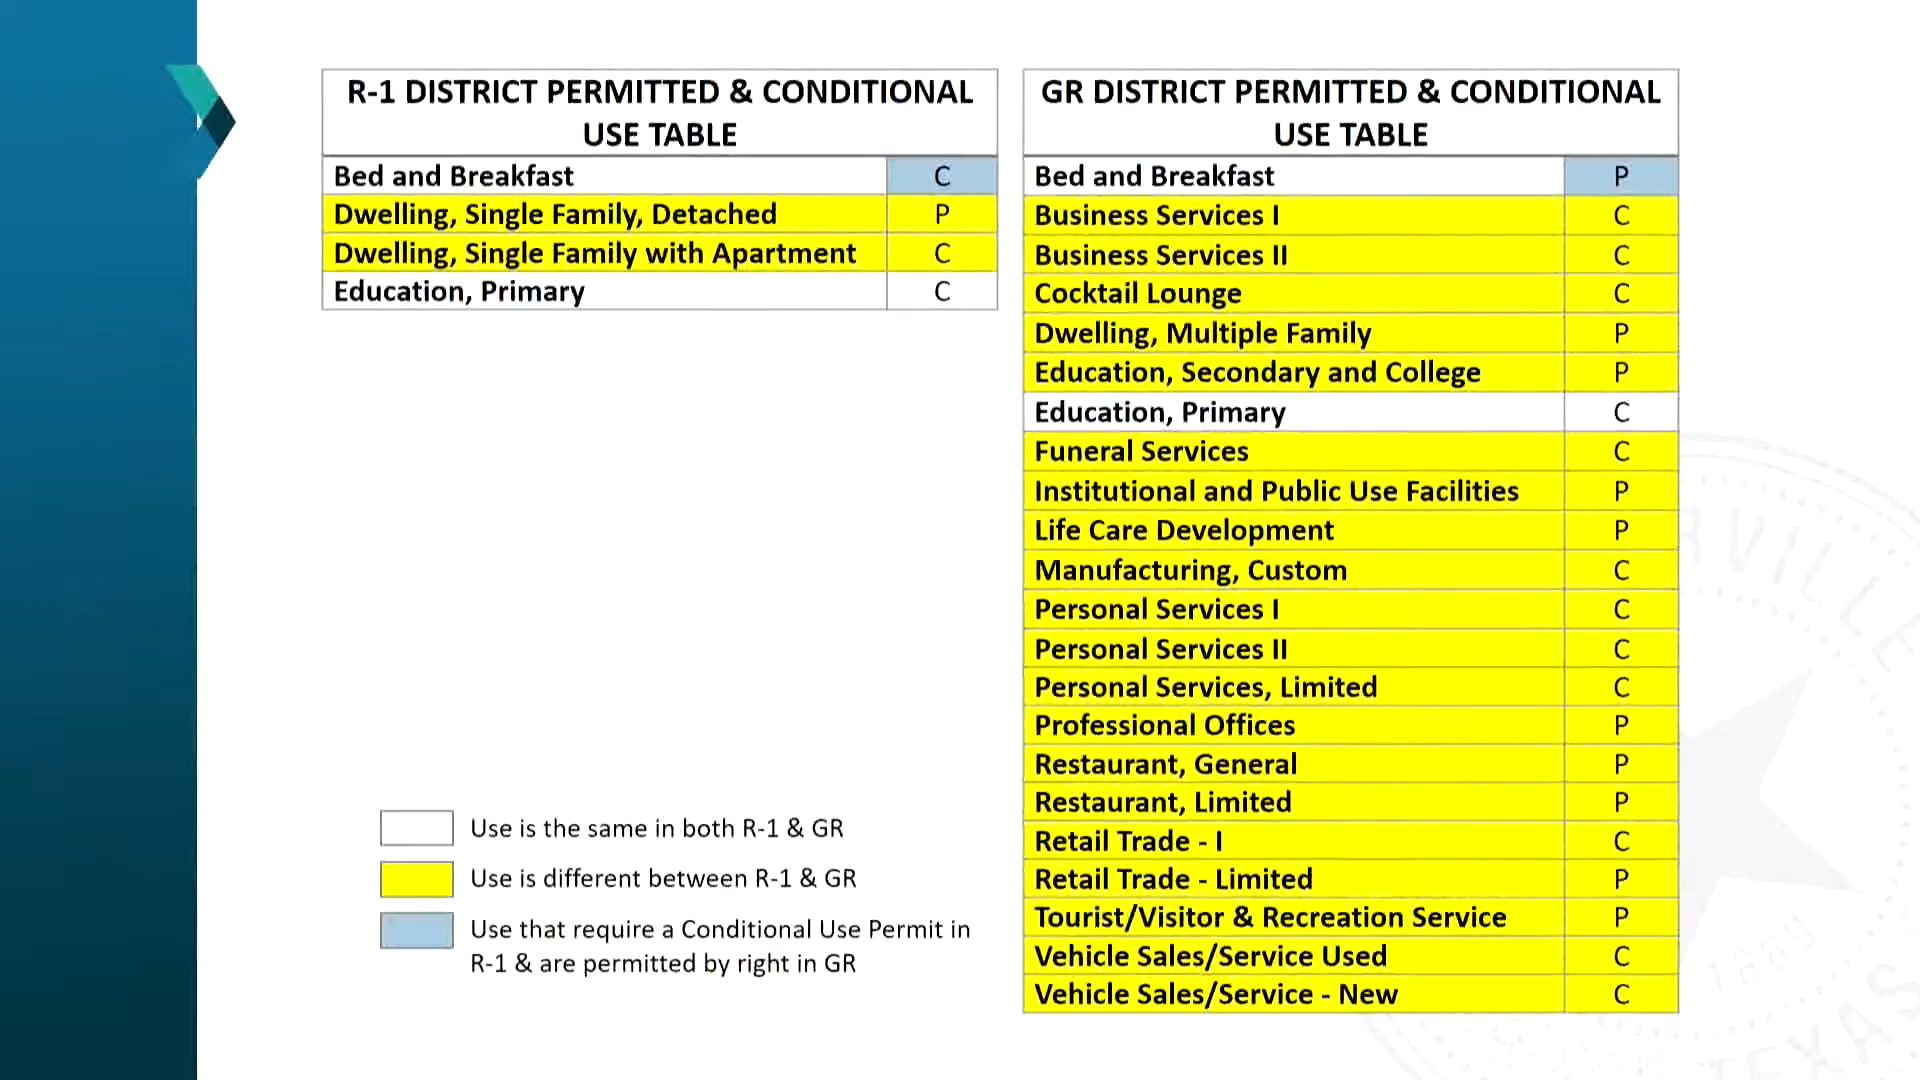 R-1 DISTRICT PERMITTED & CONDITIONAL
USE TABLE
Bed and Breakfast C
Dwelling, Single Family, Detached P
Dwelling, Single Family with Apartment C
Education, Primary C
Use is the same in both R-1 & GR
Use is different between R-1 & GR
Use that require a Conditional Use Permit in
R-1 & are permitted by right in GR
GR DISTRICT PERMITTED & CONDITIONAL
USE TABLE
Bed and Breakfast P
Business Services I C
Business Services II C
Cocktail Lounge C
Dwelling, Multiple Family P
Education, Secondary and College P
Education, Primary C
Funeral Services C
Institutional and Public Use Facilities P
Life Care Development P
Manufacturing, Custom C
Personal Services I C
Personal Services II C
Personal Services, Limited C
Professional Offices P
Restaurant, General P
Restaurant, Limited P
Retail Trade - I C
Retail Trade - Limited P
Tourist/Visitor & Recreation Service P
Vehicle Sales/Service Used C
Vehicle Sales/Service - New C
RVILLE
TEXAS